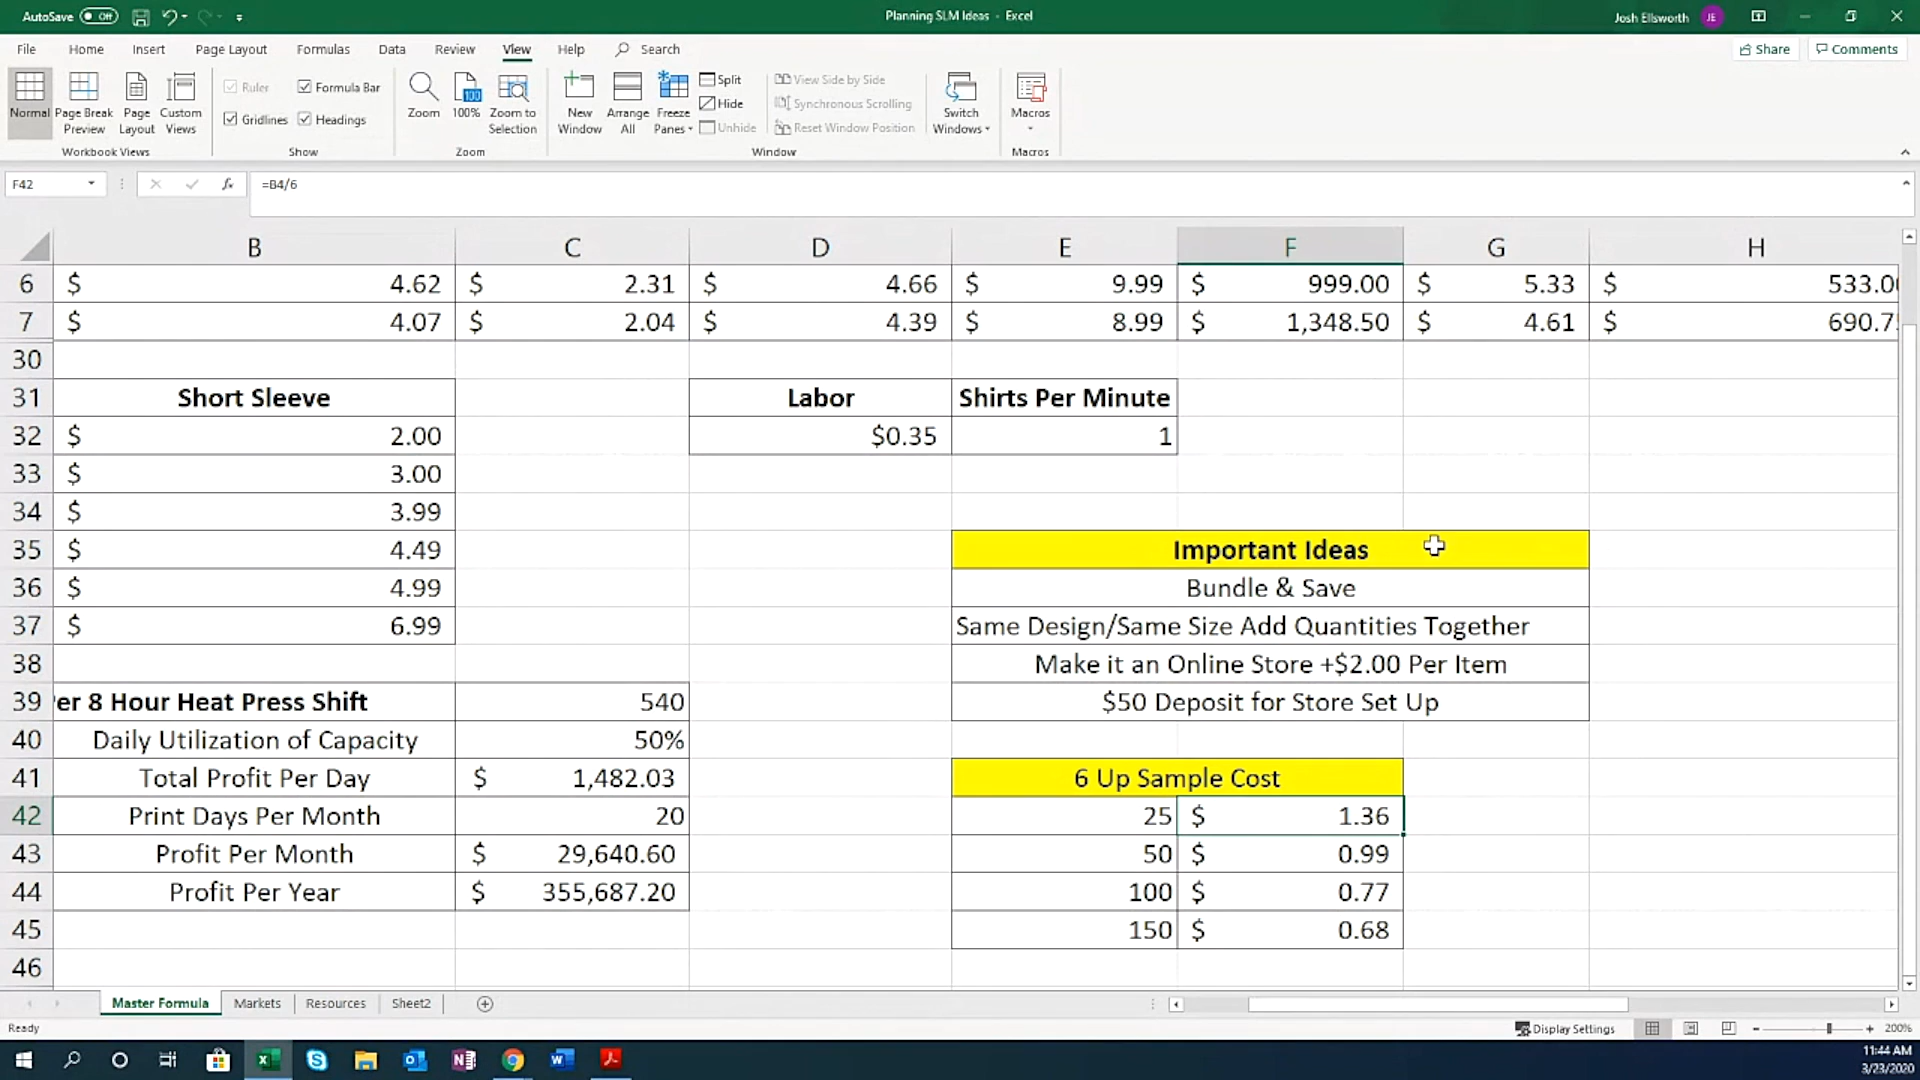 AutoSave Off
Planning SLM Ideas - Excel
Josh Ellsworth JE
File Home Insert Page Layout Formulas Data Review View Help Search
Share Comments
Normal Page Break Preview Page Layout Custom Views
Workbook Views
Ruler Formula Bar
Gridlines Headings
Show
Zoom 100% Zoom to Selection
100
Zoom
New Window Arrange All Freeze Panes
Split
Hide
Unhide
View Side by Side
Synchronous Scrolling
Reset Window Position
Window
Switch Windows
Macros
Macros
F42 fx =B4/6
B C D E F G H
6 $ 4.62 $ 2.31 $ 4.66 $ 9.99 $ 999.00 $ 5.33 $ 533.0
7 $ 4.07 $ 2.04 $ 4.39 $ 8.99 $ 1,348.50 $ 4.61 $ 690.7
30
31 Short Sleeve Labor Shirts Per Minute
32 $ 2.00 $0.35 1
33 $ 3.00
34 $ 3.99
35 $ 4.49 Important Ideas
36 $ 4.99 Bundle & Save
37 $ 6.99 Same Design/Same Size Add Quantities Together
38 Make it an Online Store +$2.00 Per Item
39 er 8 Hour Heat Press Shift 540 $50 Deposit for Store Set Up
40 Daily Utilization of Capacity 50%
41 Total Profit Per Day $ 1,482.03 6 Up Sample Cost
42 Print Days Per Month 20 25 $ 1.36
43 Profit Per Month $ 29,640.60 50 $ 0.99
44 Profit Per Year $ 355,687.20 100 $ 0.77
45 150 $ 0.68
46
Master Formula Markets Resources Sheet2
Ready
Display Settings
200%
11:44 AM
3/23/2020